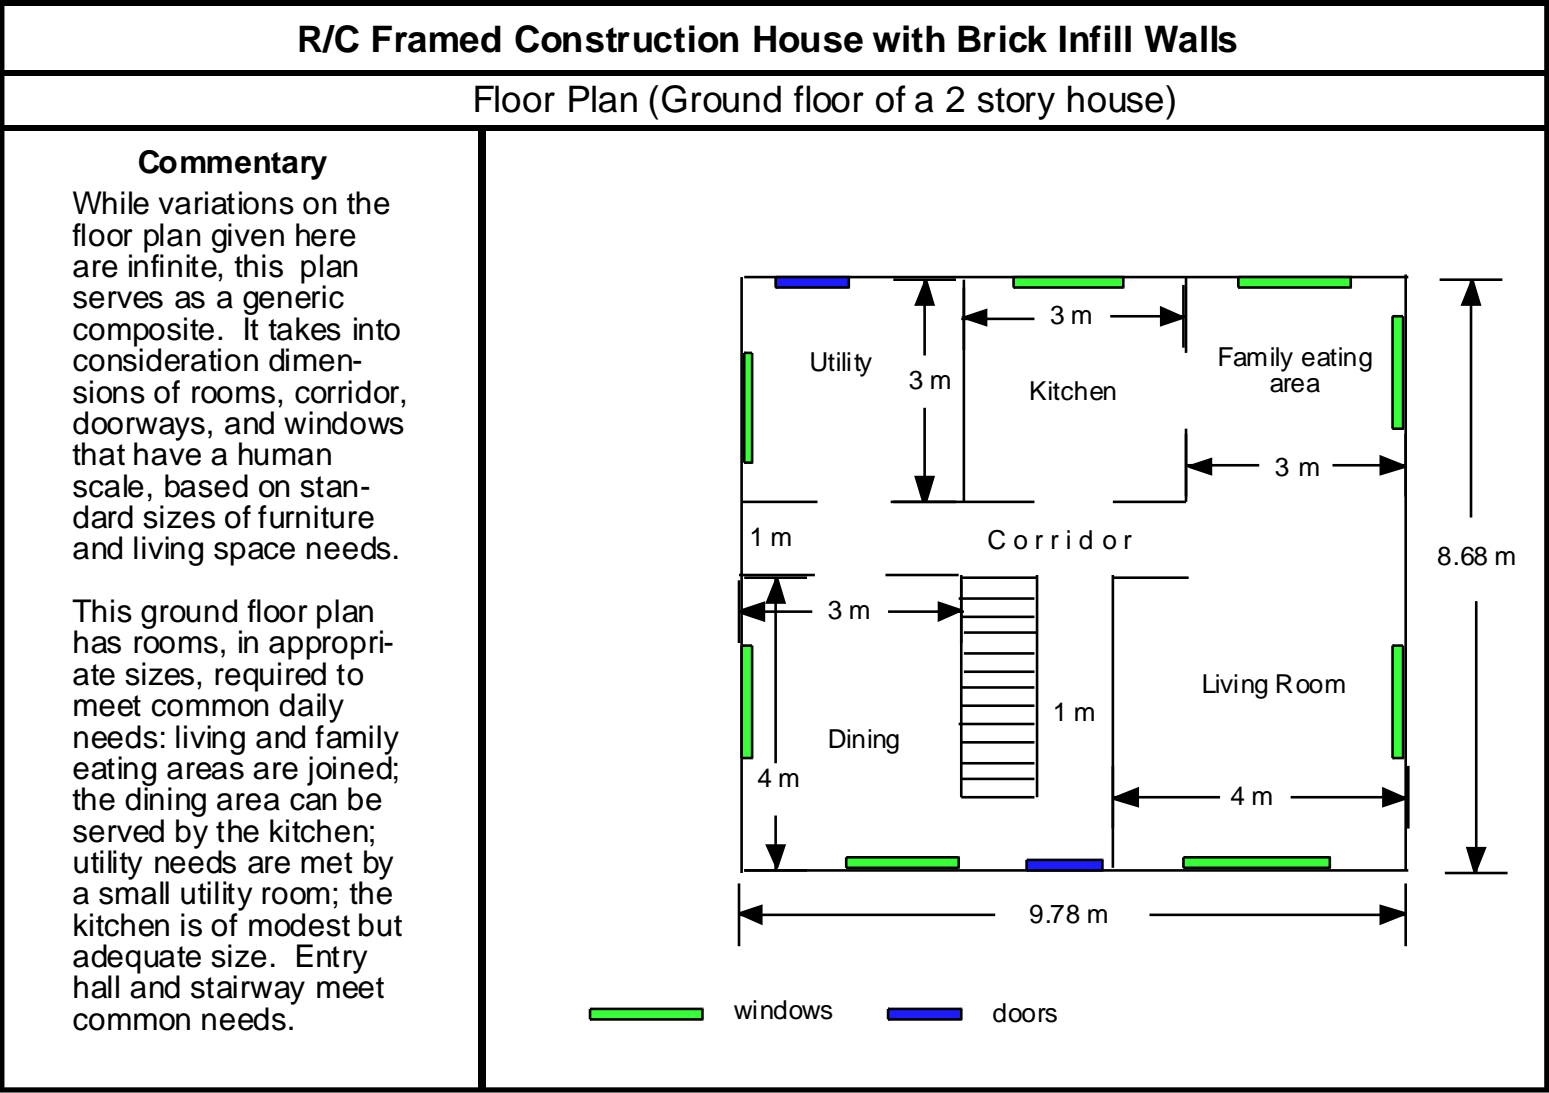 R/C Framed Construction House with Brick Infill Walls
Floor Plan (Ground floor of a 2 story house)
Commentary
While variations on the
floor plan given here
are infinite, this plan
serves as a generic
composite. It takes into
consideration dimen-
sions of rooms, corridor,
doorways, and windows
that have a human
scale, based on stan-
dard sizes of furniture
and living space needs.
This ground floor plan
has rooms, in appropri-
ate sizes, required to
meet common daily
needs: living and family
eating areas are joined;
the dining area can be
served by the kitchen;
utility needs are met by
a small utility room; the
kitchen is of modest but
adequate size. Entry
hall and stairway meet
common needs.
3 m
Utility
3 m
Kitchen
Family eating
area
3 m
1 m
Corridor
8.68 m
3 m
Living Room
1 m
Dining
4 m
4 m
9.78 m
windows
doors